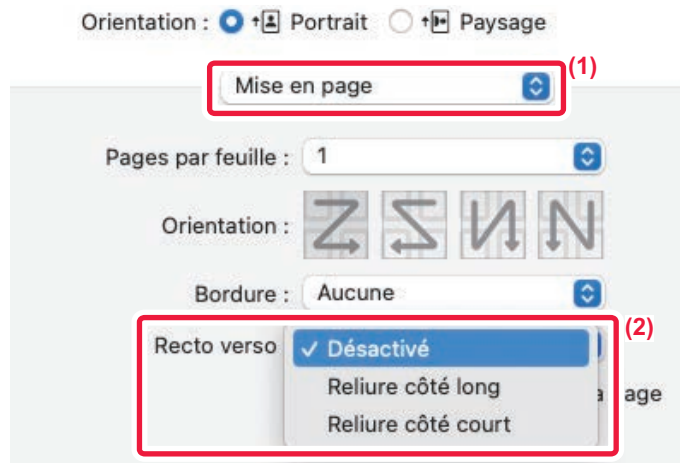 Orientation : Portrait Paysage
(1)
Mise en page
Pages par feuille : 1
Orientation :
Bordure : Aucune
(2)
Recto verso ✓ Désactivé
Reliure côté long
Reliure côté court